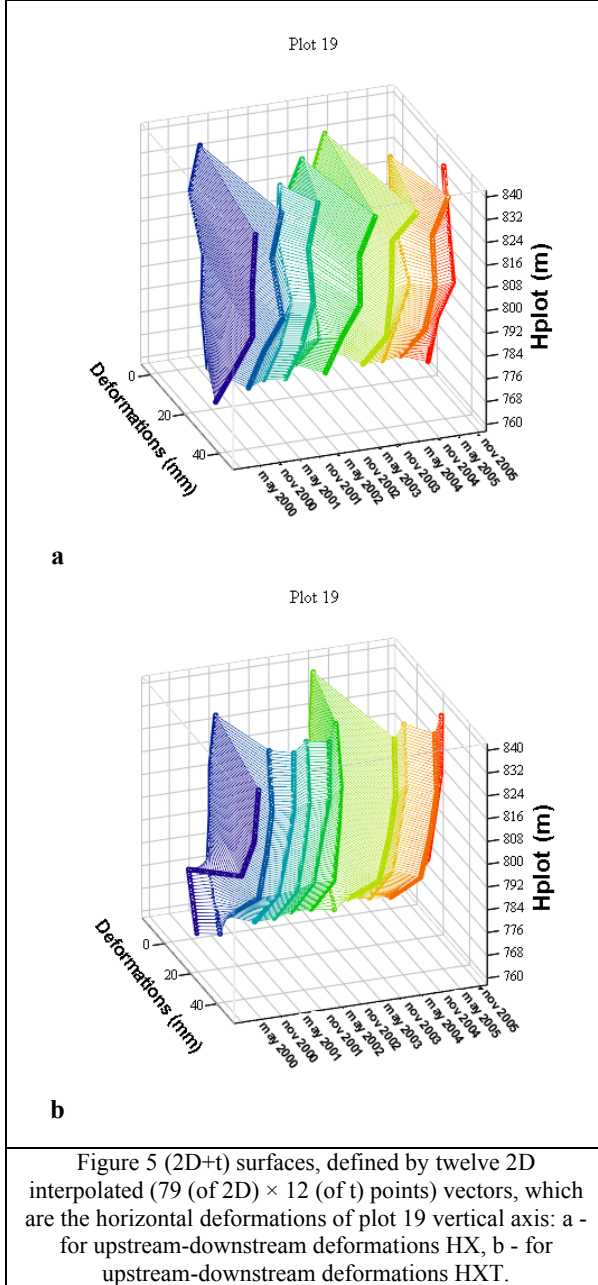 Plot 19
840
832
824
816
808
800
792
784
776
768
760
Hplot (m)
0
20
40
Deformations (mm)
may 2000
nov 2000
may 2001
nov 2001
may 2002
nov 2002
may 2003
nov 2003
may 2004
nov 2004
may 2005
nov 2005
a
Plot 19
840
832
824
816
808
800
792
784
776
768
760
Hplot (m)
0
20
40
Deformations (mm)
may 2000
nov 2000
may 2001
nov 2001
may 2002
nov 2002
may 2003
nov 2003
may 2004
nov 2004
may 2005
nov 2005
b
Figure 5 (2D+t) surfaces, defined by twelve 2D
interpolated (79 (of 2D) × 12 (of t) points) vectors, which
are the horizontal deformations of plot 19 vertical axis: a -
for upstream-downstream deformations HX, b - for
upstream-downstream deformations HXT.